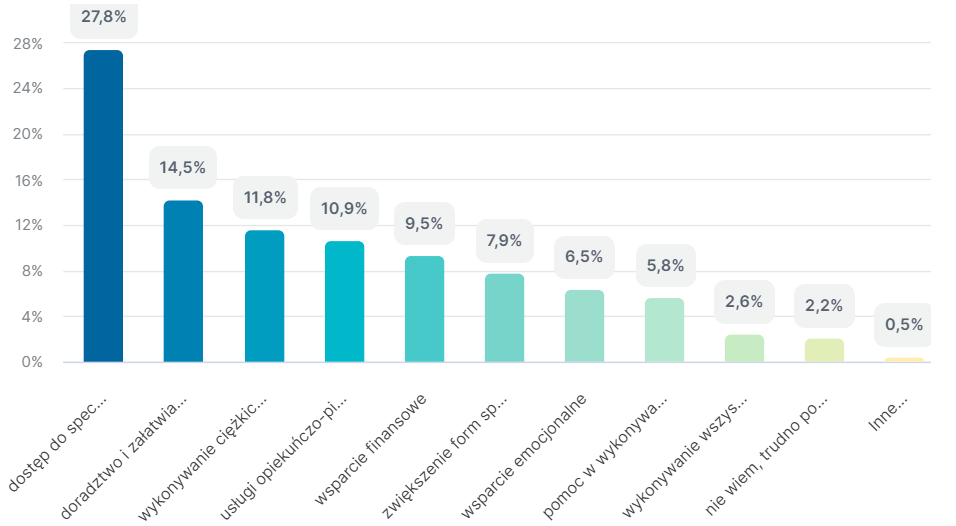 27,8%
28%
24%
20%
16%
12%
8%
4%
0%
14,5%
11,8%
10,9%
9,5%
7,9%
6,5%
5,8%
2,6%
2,2%
0,5%
dostęp do spec...
doradztwo i załatwia...
wykonywanie ciężkic...
usługi opiekuńczo-pi...
wsparcie finansowe
zwiększenie form sp...
wsparcie emocjonalne
pomoc w wykonywa...
wykonywanie wszys...
nie wiem, trudno po...
Inne...